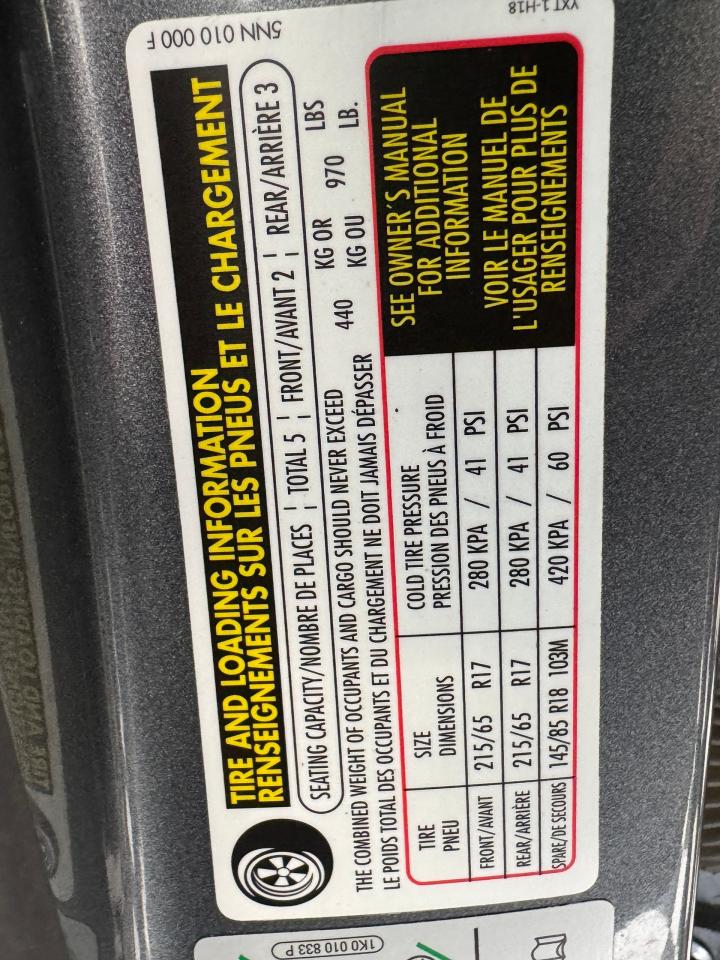 5NN 010 000 F
YXT 1-H18
TIRE AND LOADING INFORMATION
RENSEIGNEMENTS SUR LES PNEUS ET LE CHARGEMENT
SEATING CAPACITY/NOMBRE DE PLACES ¦ TOTAL 5 ¦ FRONT/AVANT 2 ¦ REAR/ARRIÈRE 3
THE COMBINED WEIGHT OF OCCUPANTS AND CARGO SHOULD NEVER EXCEED 440 KG OR 970 LBS
LE POIDS TOTAL DES OCCUPANTS ET DU CHARGEMENT NE DOIT JAMAIS DÉPASSER KG OU LB.
TIRE SIZE COLD TIRE PRESSURE
PNEU DIMENSIONS PRESSION DES PNEUS À FROID
FRONT/AVANT 215/65 R17 280 KPA / 41 PSI
REAR/ARRIÈRE 215/65 R17 280 KPA / 41 PSI
SPARE/DE SECOURS 145/85 R18 103M 420 KPA / 60 PSI
SEE OWNER'S MANUAL
FOR ADDITIONAL
INFORMATION
VOIR LE MANUEL DE
L'USAGER POUR PLUS DE
RENSEIGNEMENTS
1K0 010 833 P